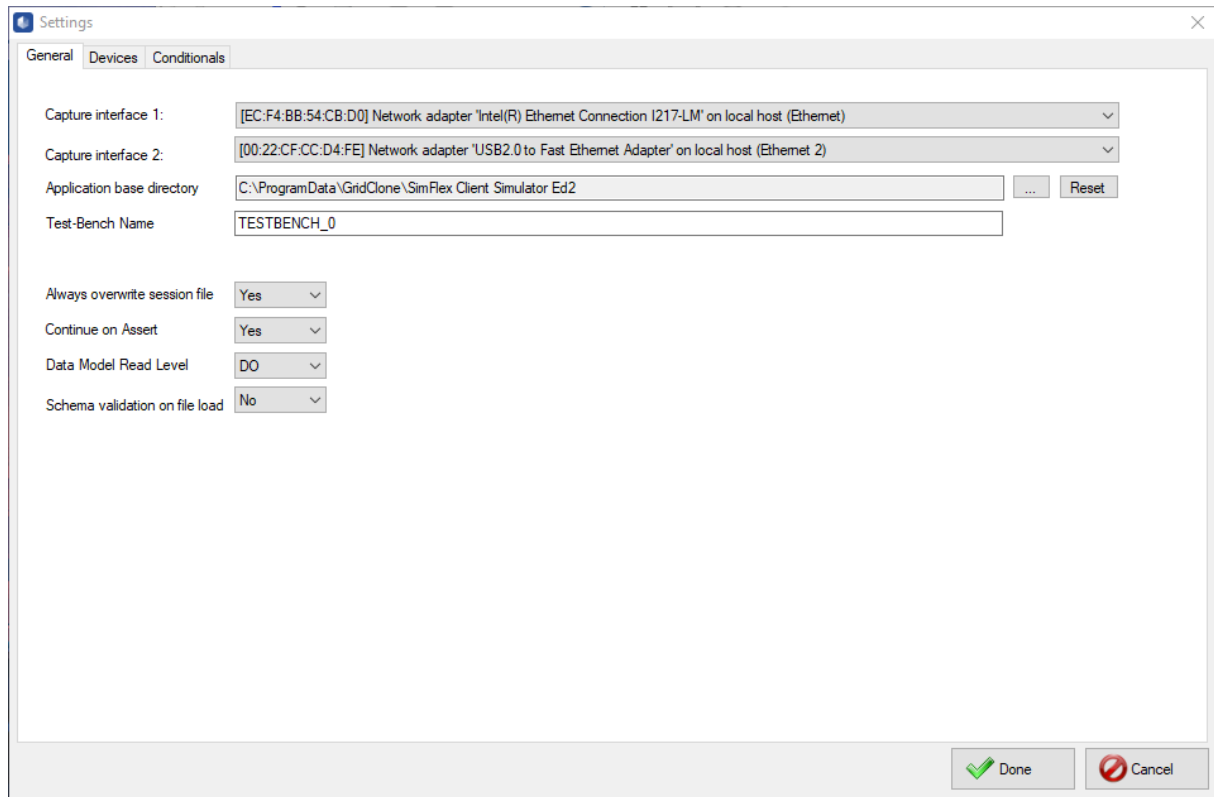 Settings
General Devices Conditionals
Capture interface 1: [EC:F4:BB:54:CB:D0] Network adapter 'Intel(R) Ethernet Connection I217-LM' on local host (Ethernet)
Capture interface 2: [00:22:CF:CC:D4:FE] Network adapter 'USB2.0 to Fast Ethernet Adapter' on local host (Ethernet 2)
Application base directory C:\ProgramData\GridClone\SimFlex Client Simulator Ed2 ... Reset
Test-Bench Name TESTBENCH_0
Always overwrite session file Yes
Continue on Assert Yes
Data Model Read Level DO
Schema validation on file load No
Done Cancel